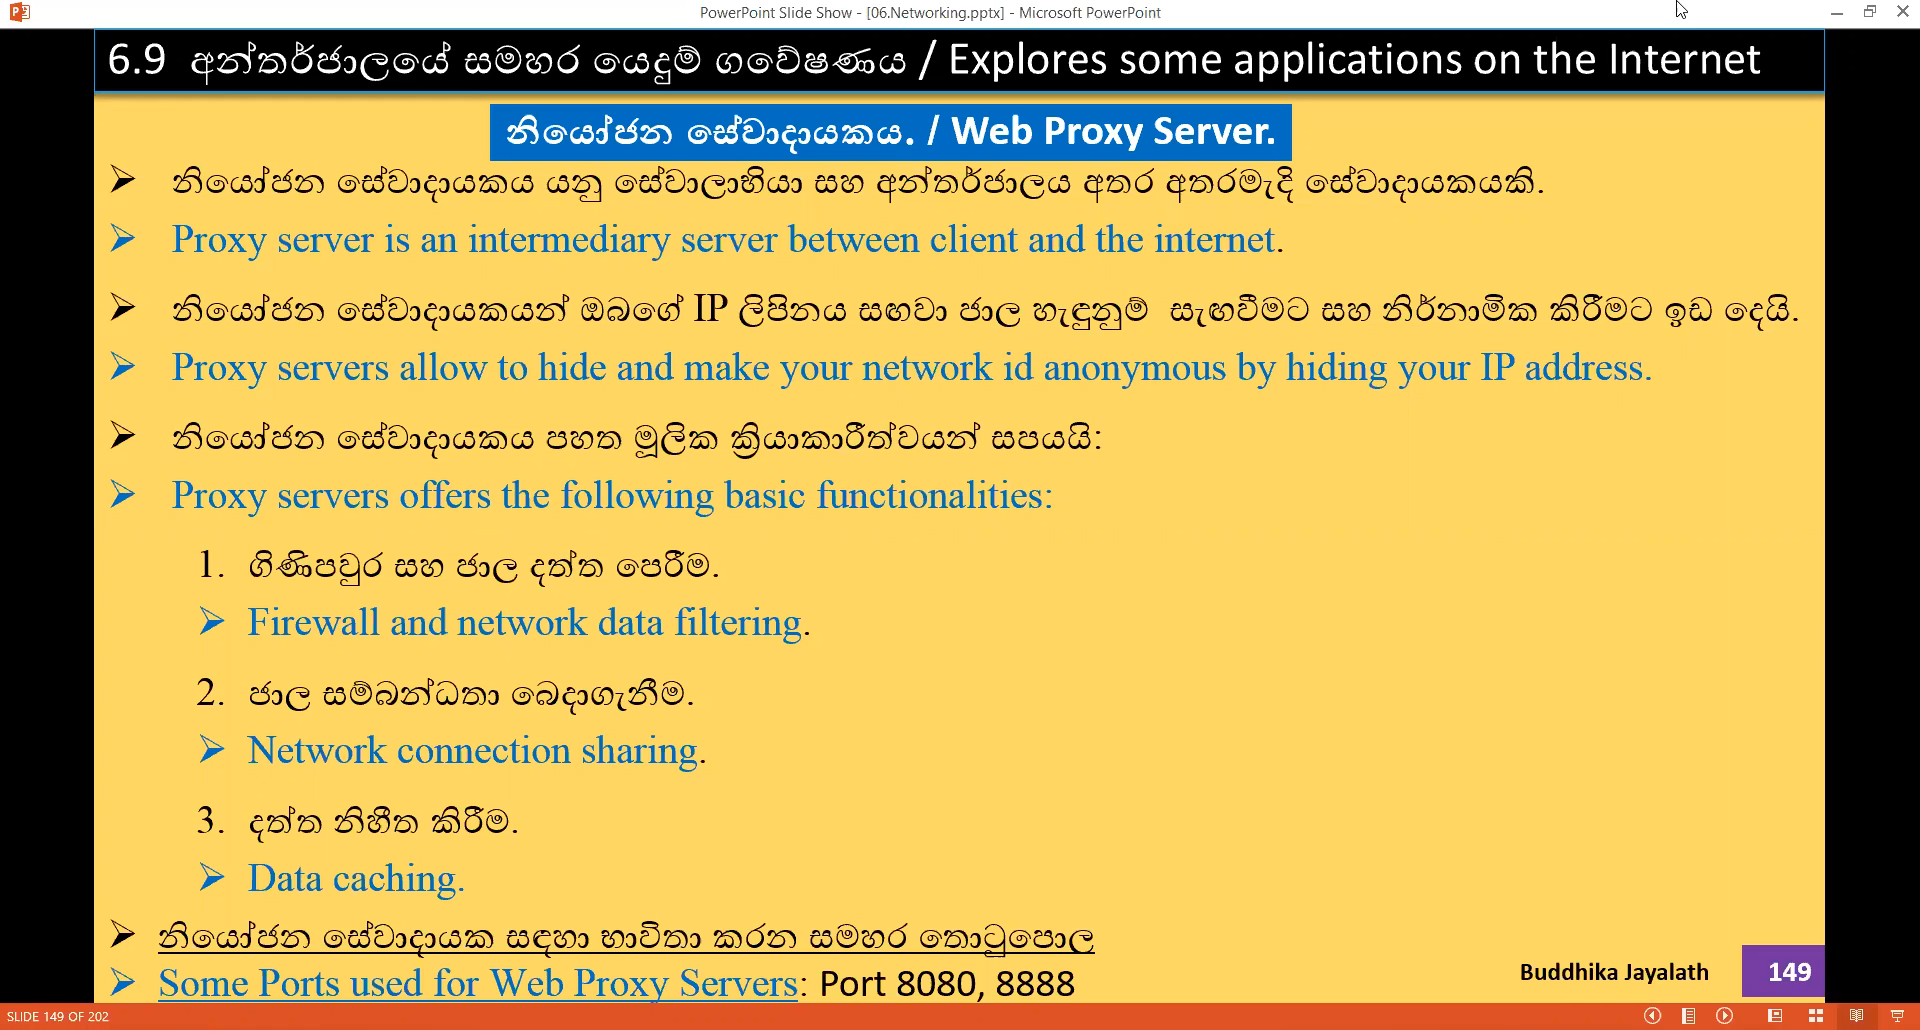 PowerPoint Slide Show - [06.Networking.pptx] - Microsoft PowerPoint
6.9 අන්තර්ජාලයේ සමහර යෙදුම් ගවේෂණය / Explores some applications on the Internet
නියෝජන සේවාදායකය. / Web Proxy Server.
නියෝජන සේවාදායකය යනු සේවාලාභියා සහ අන්තර්ජාලය අතර අතරමැදි සේවාදායකයකි.
Proxy server is an intermediary server between client and the internet.
නියෝජන සේවාදායකයන් ඔබගේ IP ලිපිනය සඟවා ජාල හැඳුනුම් සැඟවීමට සහ නිර්නාමික කිරීමට ඉඩ දෙයි.
Proxy servers allow to hide and make your network id anonymous by hiding your IP address.
නියෝජන සේවාදායකය පහත මූලික ක්‍රියාකාරීත්වයන් සපයයි:
Proxy servers offers the following basic functionalities:
1. ගිණිපවුර සහ ජාල දත්ත පෙරීම.
Firewall and network data filtering.
2. ජාල සම්බන්ධතා බෙදාගැනීම.
Network connection sharing.
3. දත්ත නිහීත කිරීම.
Data caching.
නියෝජන සේවාදායක සඳහා භාවිතා කරන සමහර තොටුපොල
Some Ports used for Web Proxy Servers: Port 8080, 8888
Buddhika Jayalath 149
SLIDE 149 OF 202